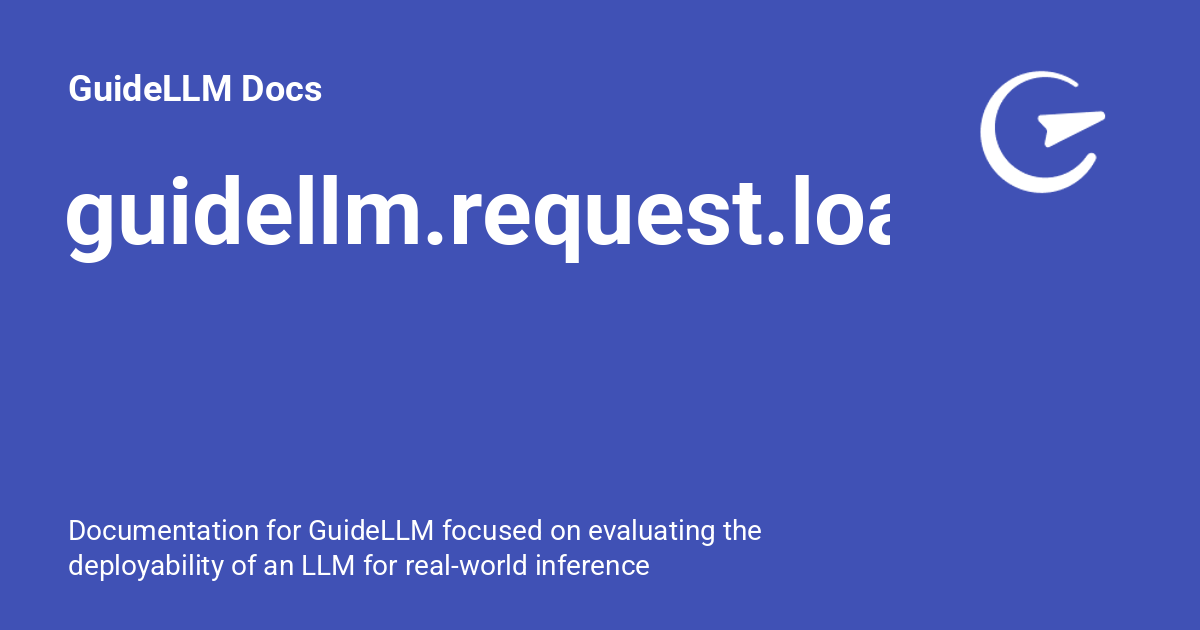 GuideLLM Docs
guidellm.request.loa
Documentation for GuideLLM focused on evaluating the
deployability of an LLM for real-world inference